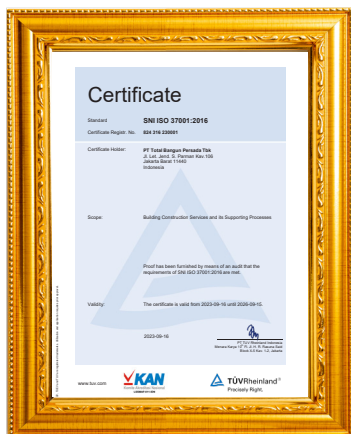 Certificate
Standard SNI ISO 37001:2016
Certificate Registr. No. 824 316 230001
Certificate Holder: PT Total Bangun Persada Tbk
Jl. Let. Jend. S. Parman Kav.106
Jakarta Barat 11440
Indonesia
Scope: Building Construction Services and Its Supporting Processes
Proof has been furnished by means of an audit that the
requirements of SNI ISO 37001:2016 are met.
Validity: The certificate is valid from 2023-09-16 until 2026-09-15.
2023-09-16
PT TÜV Rheinland Indonesia
www.tuv.com
KAN
Komite Akreditasi Nasional
TÜVRheinland®
Precisely Right.